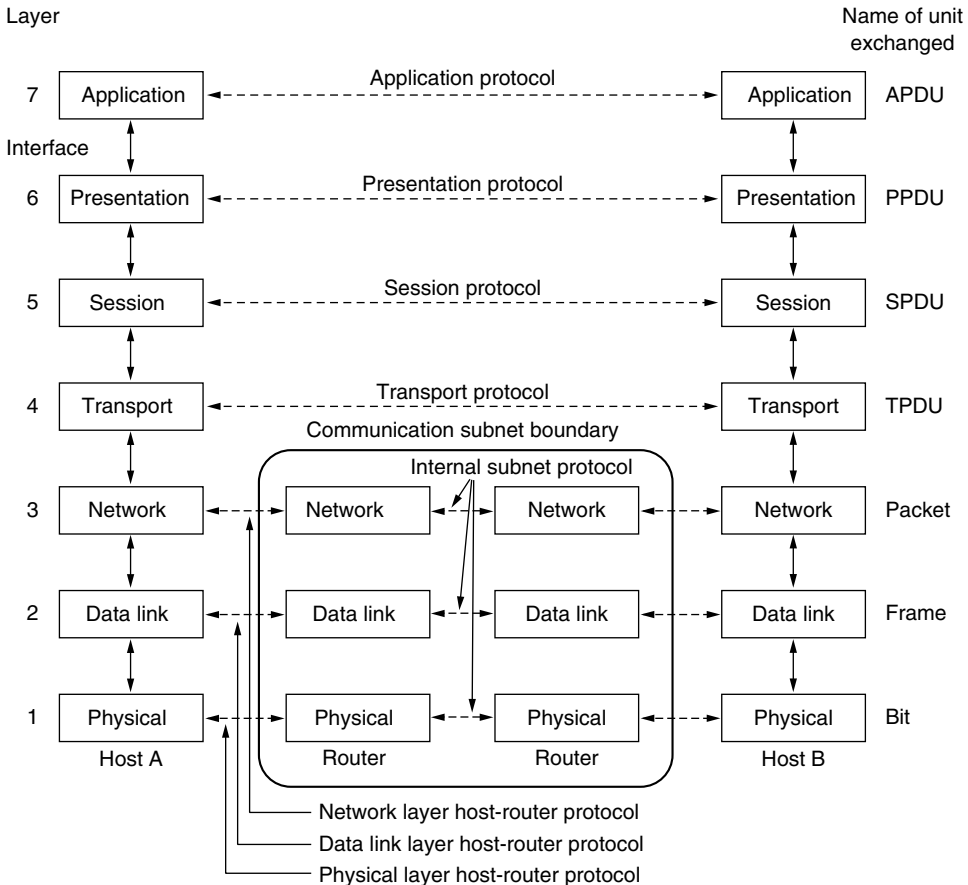 Layer
Name of unit
exchanged
Application protocol
7 Application Application APDU
Interface
Presentation protocol
6 Presentation Presentation PPDU
Session protocol
5 Session Session SPDU
Transport protocol
4 Transport Transport TPDU
Communication subnet boundary
Internal subnet protocol
3 Network Network Network Network Packet
2 Data link Data link Data link Data link Frame
1 Physical Physical Physical Physical Bit
Host A Router Router Host B
Network layer host-router protocol
Data link layer host-router protocol
Physical layer host-router protocol